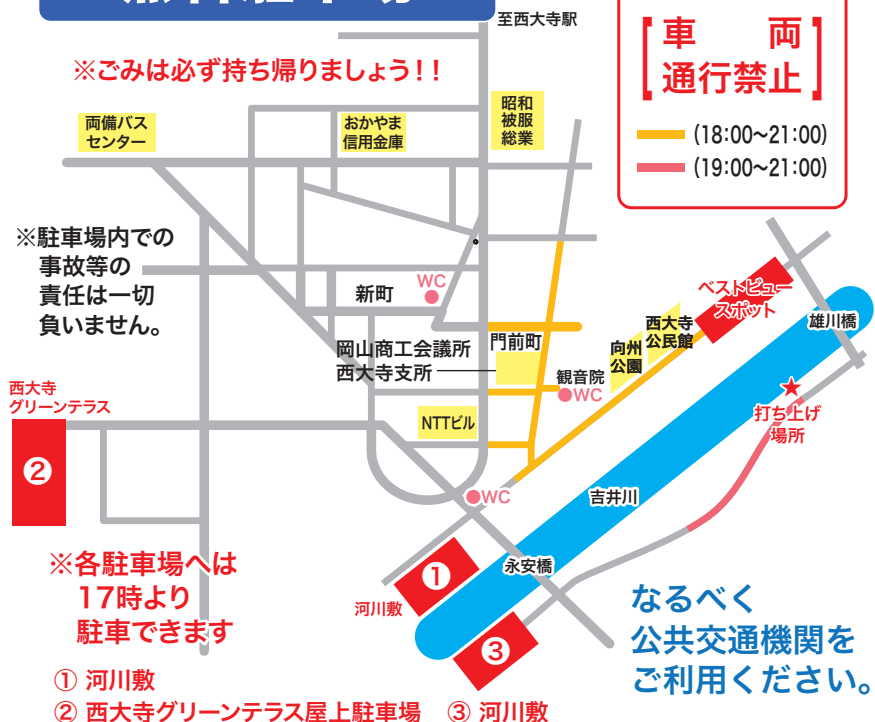 至西大寺駅
※ごみは必ず持ち帰りましょう!!
車 両
通行禁止
(18:00~21:00)
(19:00~21:00)
両備バス
センター
おかやま
信用金庫
昭和
被服
総業
※駐車場内での
事故等の
責任は一切
負いません。
WC
新町
岡山商工会議所
西大寺支所
門前町
観音院
WC
向州
公園
西大寺
公民館
ベストビュー
スポット
雄川橋
打ち上げ
場所
西大寺
グリーンテラス
②
NTTビル
WC
吉井川
永安橋
①
河川敷
③
※各駐車場へは
17時より
駐車できます
なるべく
公共交通機関を
ご利用ください。
① 河川敷
② 西大寺グリーンテラス屋上駐車場 ③ 河川敷